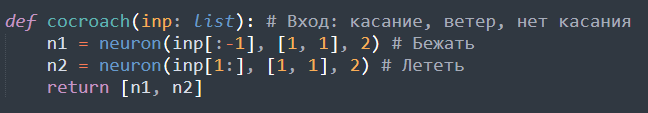 def cocroach(inp: list): # Вход: касание, ветер, нет касания
    n1 = neuron(inp[:-1], [1, 1], 2) # Бежать
    n2 = neuron(inp[1:], [1, 1], 2) # Лететь
    return [n1, n2]